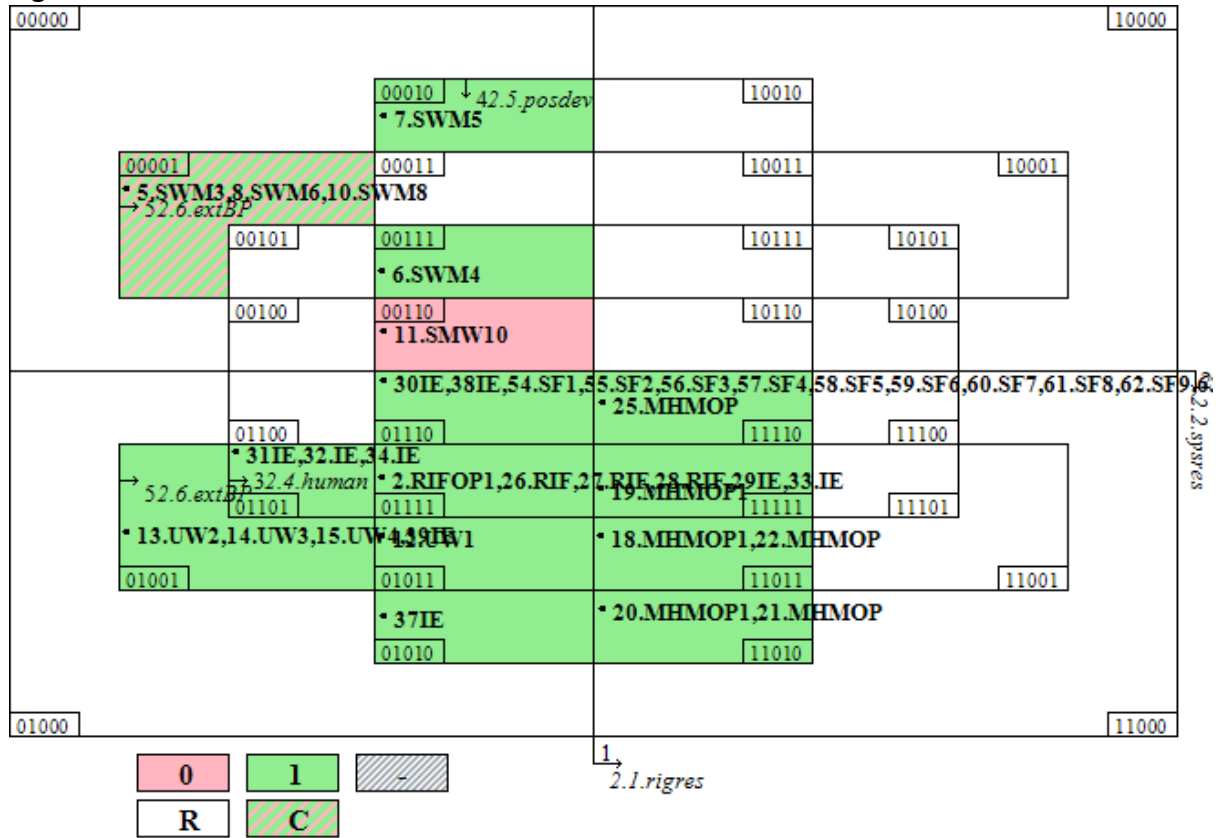 00000 10000
00010 42.5.posdev 10010
7.SWM5
00001 00011 10011 10001
5.SWM3,8.SWM6,10.SWM8
52.6.extBP
00101 00111 10111 10101
6.SWM4
00100 00110 10110 10100
11.SMW10
30IE,38IE,54.SF1,55.SF2,56.SF3,57.SF4,58.SF5,59.SF6,60.SF7,61.SF8,62.SF9,63
25.MHMOP
2.2.spsres
01100 01110 11110 11100
31IE,32.IE,34.IE
52.6.extBP 32.4.human 2.RIFOP1,26.RIF,27.RIF,28.RIF,29IE,33.IE
19.MHMOP1
01101 01111 11111 11101
13.UW2,14.UW3,15.UW4,39IE 12.UW1 18.MHMOP1,22.MHMOP
01001 01011 11011 11001
37IE 20.MHMOP1,21.MHMOP
01010 11010
01000 11000
1
2.1.rigres
0 1 -
R C